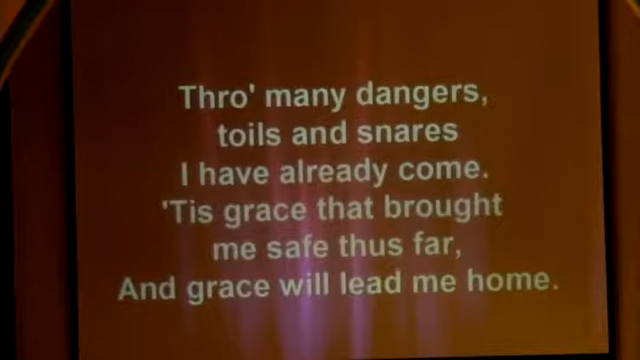 Thro' many dangers,
toils and snares
I have already come.
'Tis grace that brought
me safe thus far,
And grace will lead me home.